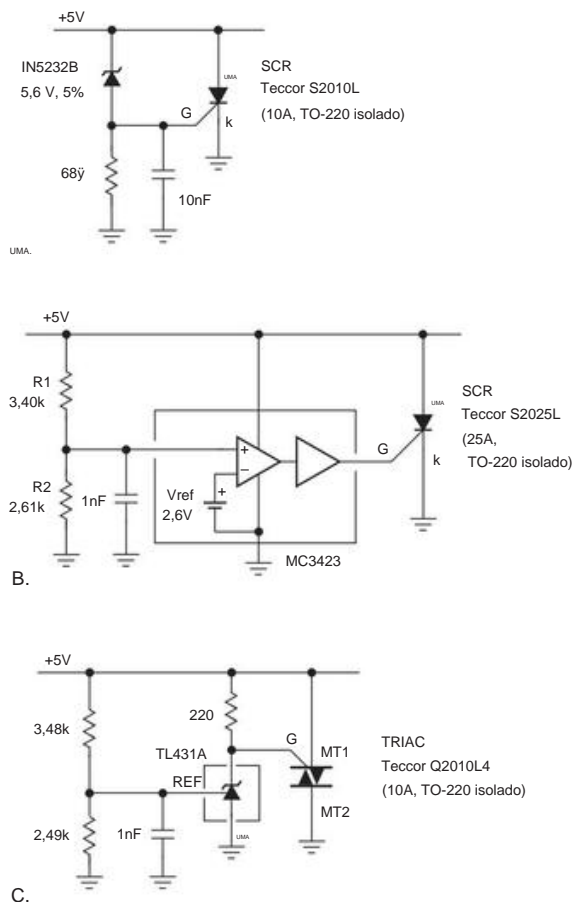 +5V
IN5232B
5,6 V, 5%
UMA
SCR
Teccor S2010L
(10A, TO-220 isolado)
G
k
68ÿ
10nF
UMA.
+5V
R1
3,40k
UMA
SCR
Teccor S2025L
(25A,
TO-220 isolado)
G
k
+
–
R2
2,61k
1nF
Vref
2,6V
+
MC3423
B.
+5V
3,48k
220
G
MT1
TRIAC
Teccor Q2010L4
(10A, TO-220 isolado)
TL431A
REF
MT2
2,49k
1nF
UMA
C.